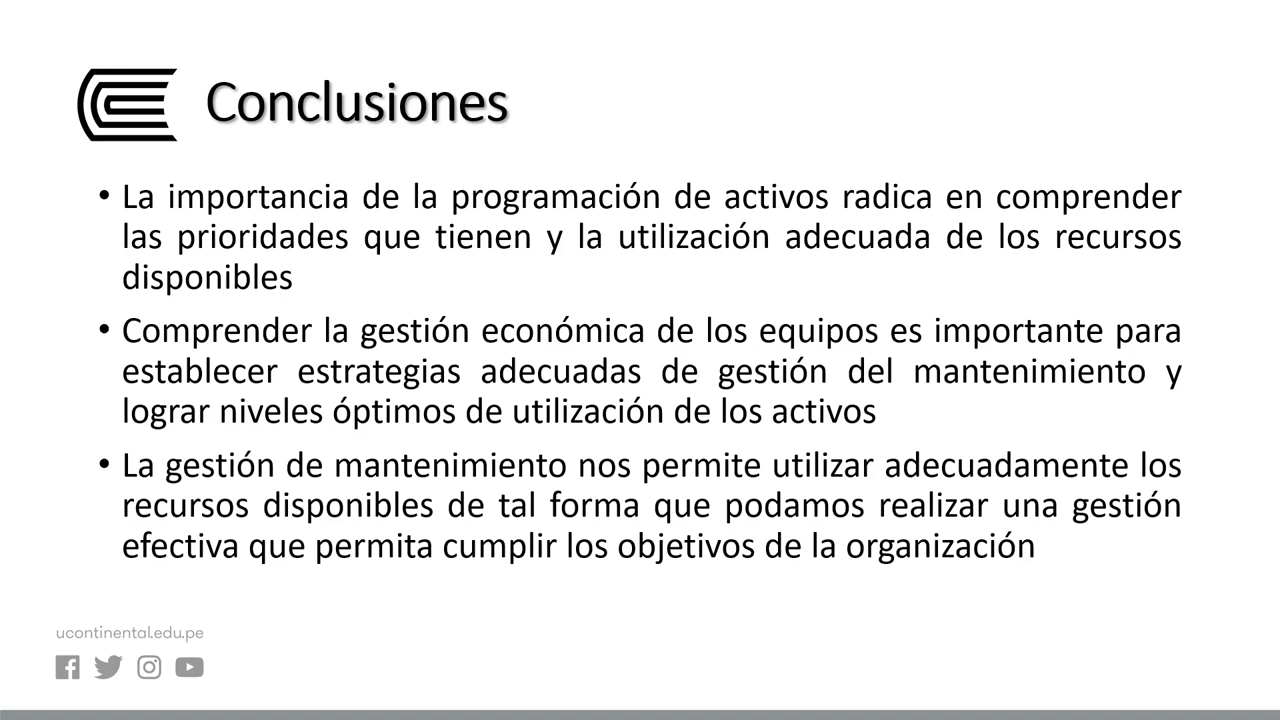 Conclusiones
• La importancia de la programación de activos radica en comprender
las prioridades que tienen y la utilización adecuada de los recursos
disponibles
• Comprender la gestión económica de los equipos es importante para
establecer estrategias adecuadas de gestión del mantenimiento y
lograr niveles óptimos de utilización de los activos
• La gestión de mantenimiento nos permite utilizar adecuadamente los
recursos disponibles de tal forma que podamos realizar una gestión
efectiva que permita cumplir los objetivos de la organización
ucontinental.edu.pe